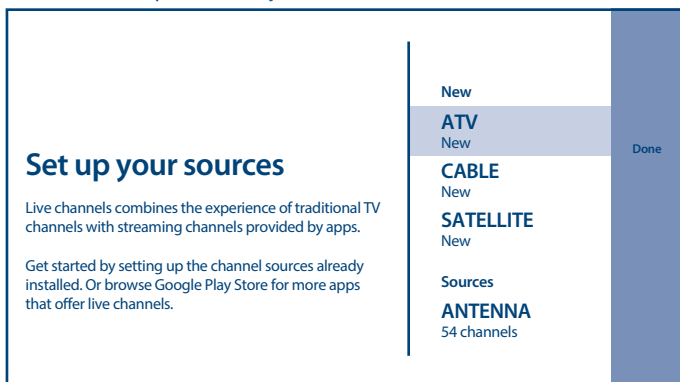 Set up your sources
Live channels combines the experience of traditional TV
channels with streaming channels provided by apps.
Get started by setting up the channel sources already
installed. Or browse Google Play Store for more apps
that offer live channels.
New
ATV
New
CABLE
New
SATELLITE
New
Sources
ANTENNA
54 channels
Done